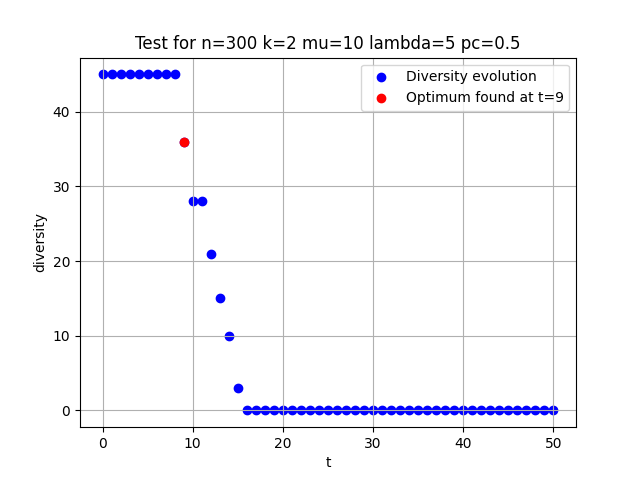 Test for n=300 k=2 mu=10 lambda=5 pc=0.5
Diversity evolution
Optimum found at t=9
diversity
40
30
20
10
0
0 10 20 30 40 50
t